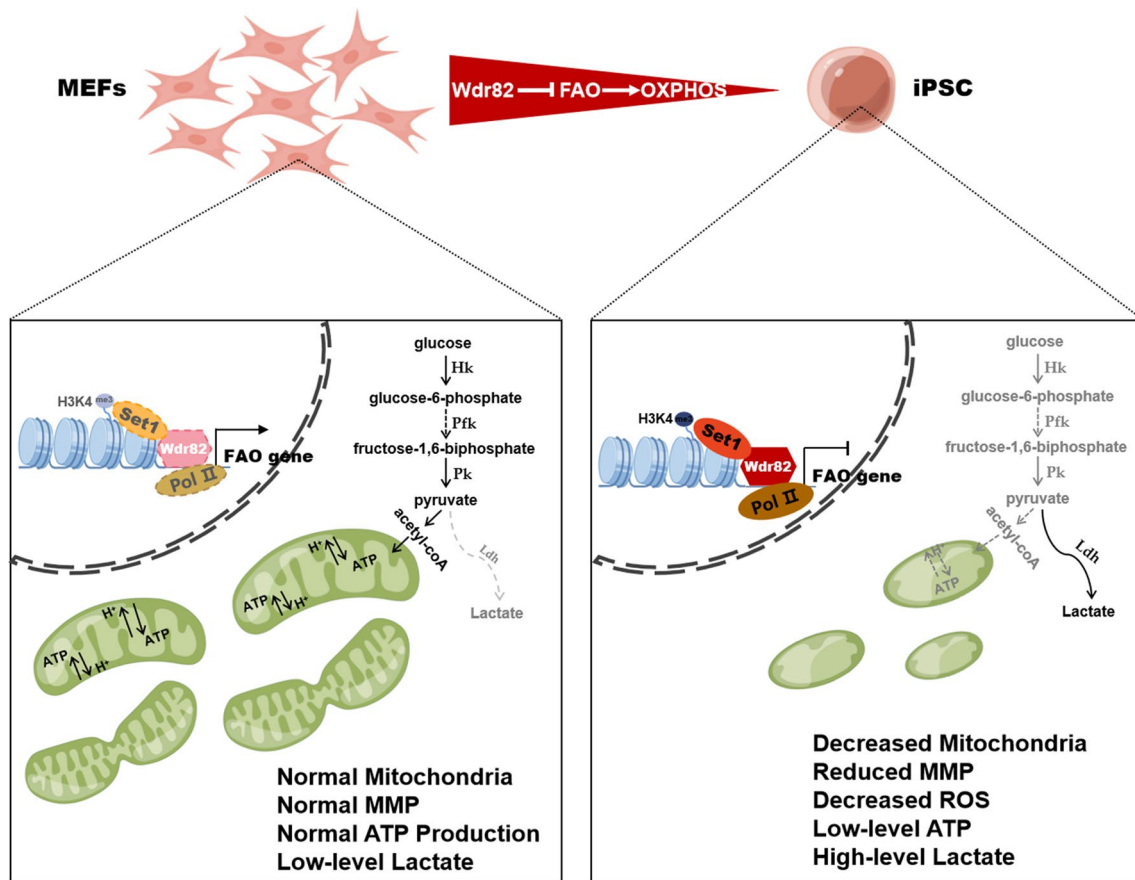 MEFs
Wdr82 FAO OXPHOS
iPSC
glucose
Hk
H3K4 me3
glucose-6-phosphate
Set1
Pfk
Wdr82
FAO gene
fructose-1,6-biphosphate
Pol II
Pk
pyruvate
acetyl-coA
Ldh
Lactate
H⁺
ATP
ATP
H⁺
H⁺
ATP
ATP
H⁺
Normal Mitochondria
Normal MMP
Normal ATP Production
Low-level Lactate
glucose
Hk
H3K4 me3
glucose-6-phosphate
Set1
Pfk
Wdr82
FAO gene
fructose-1,6-biphosphate
Pol II
Pk
pyruvate
acetyl-coA
Ldh
Lactate
H⁺
ATP
Decreased Mitochondria
Reduced MMP
Decreased ROS
Low-level ATP
High-level Lactate